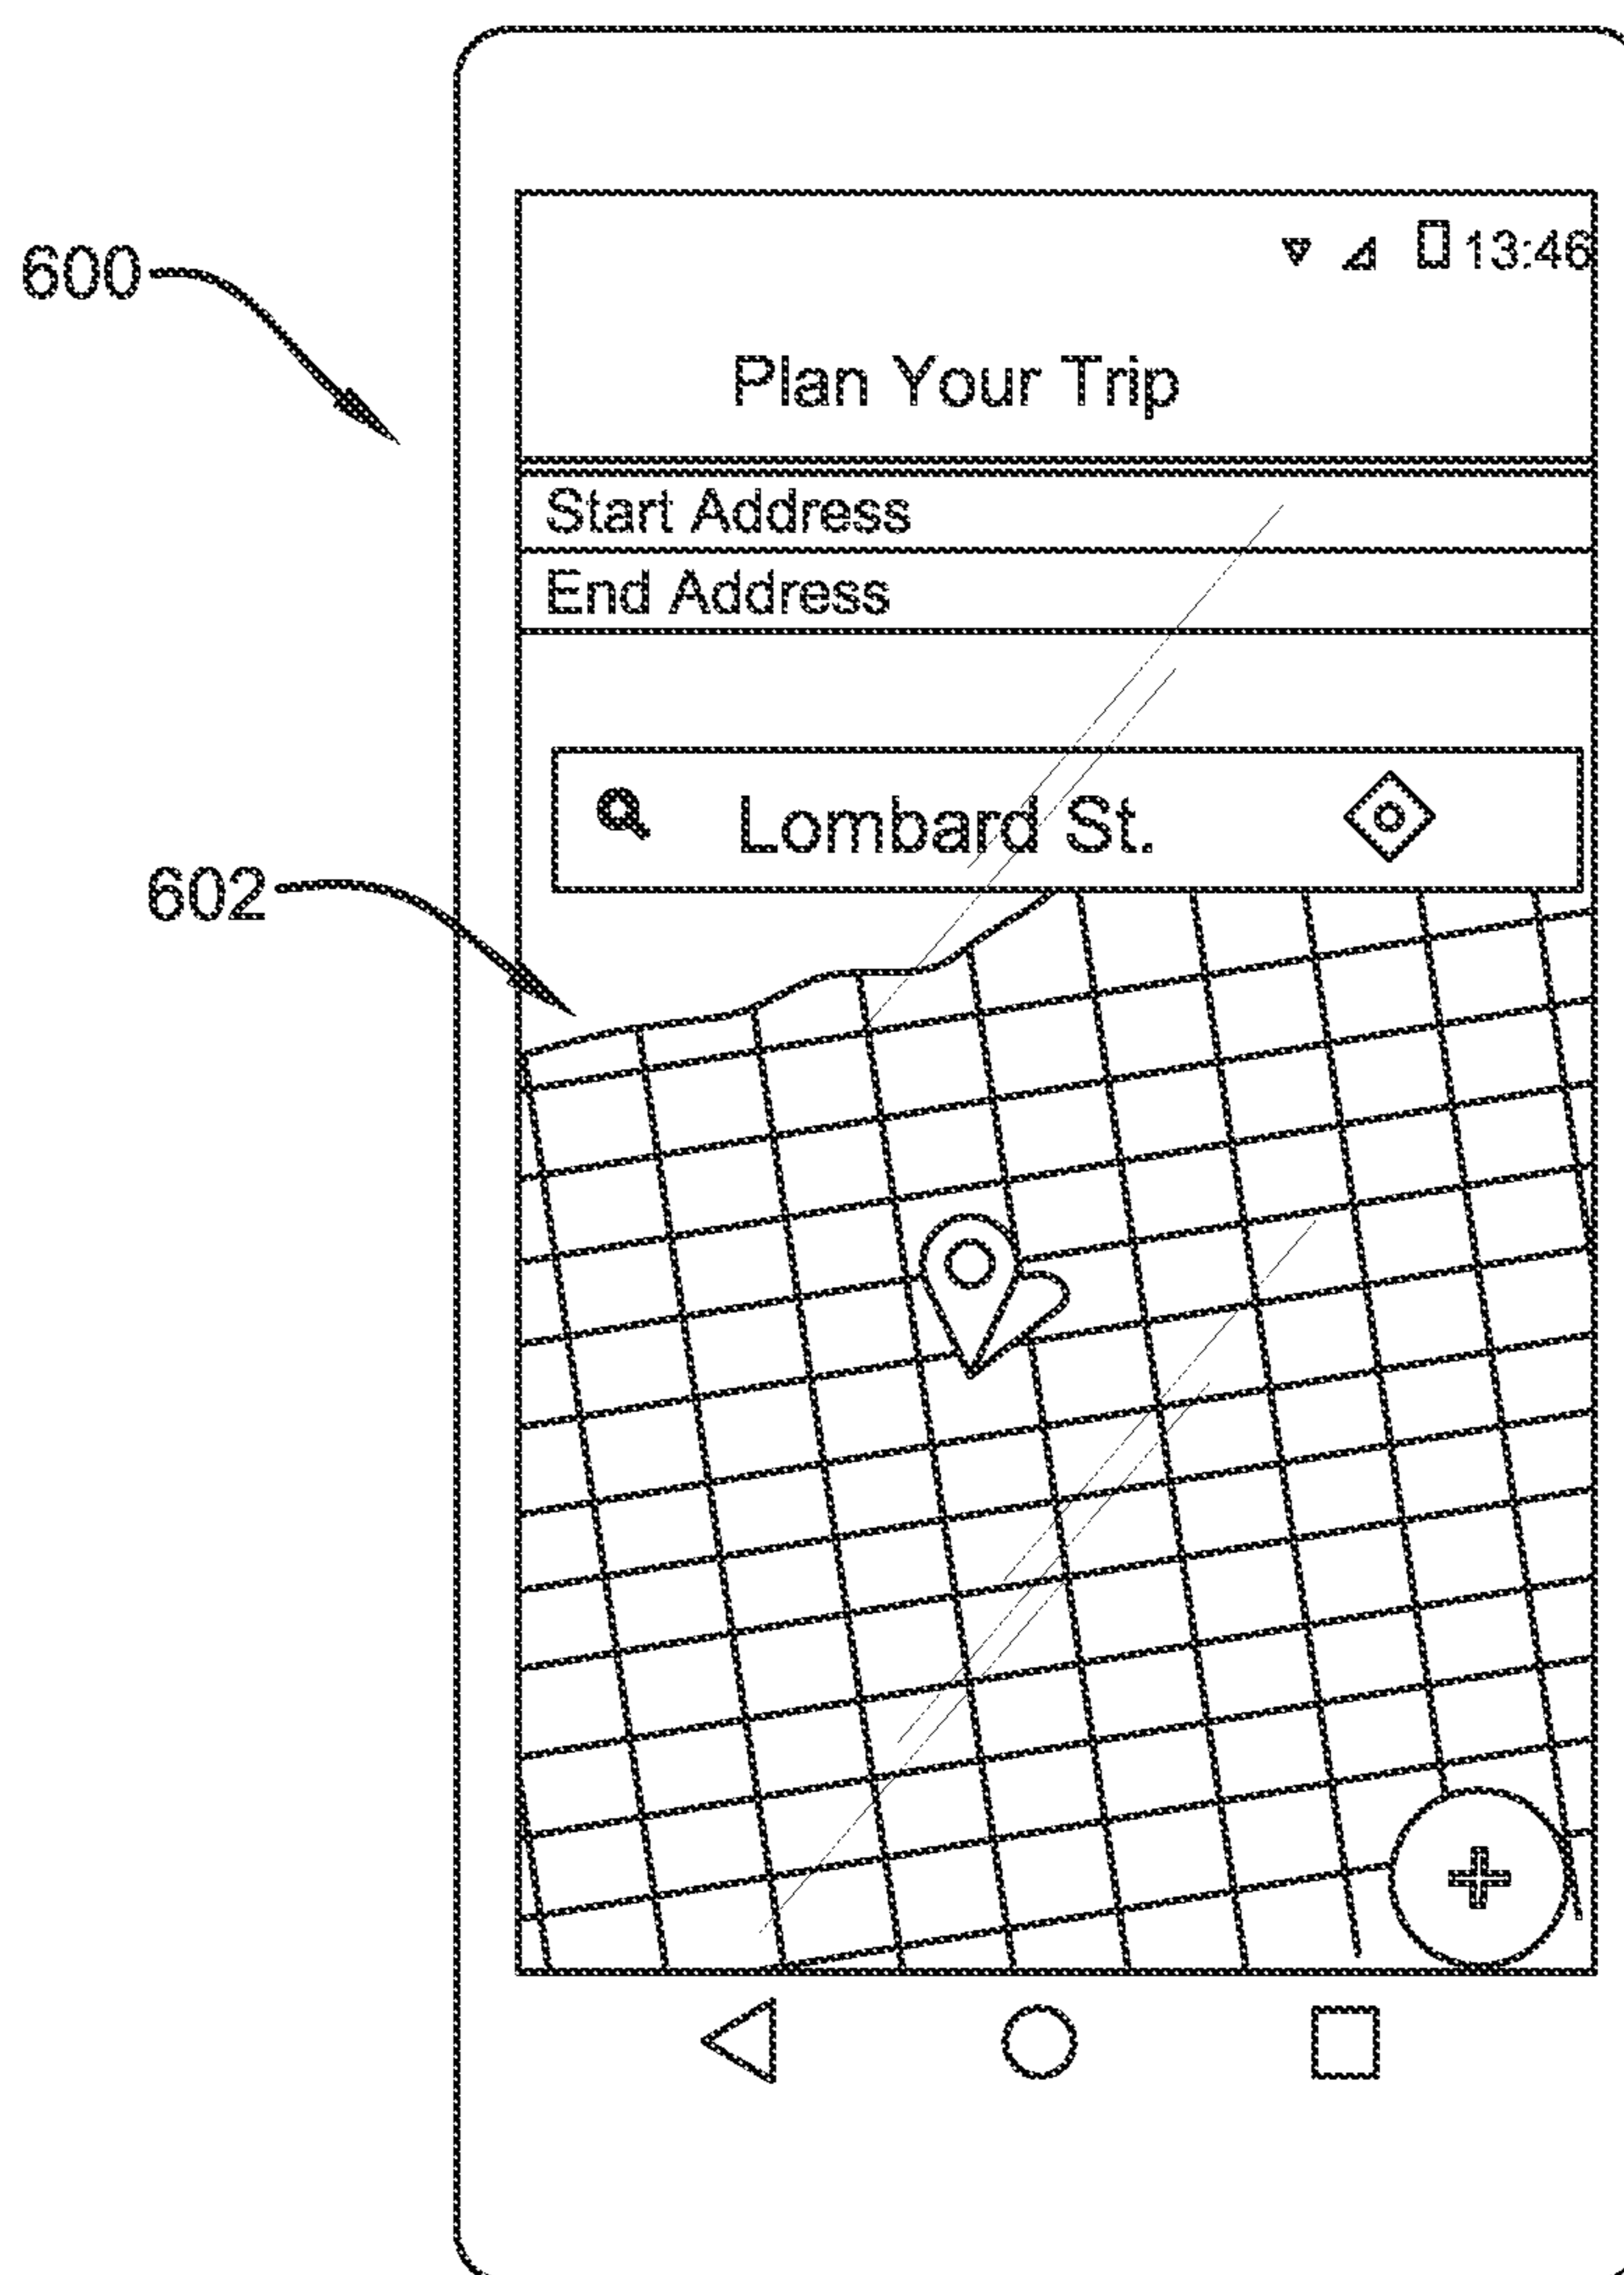 600
13:46
Plan Your Trip
Start Address
End Address
Lombard St.
602